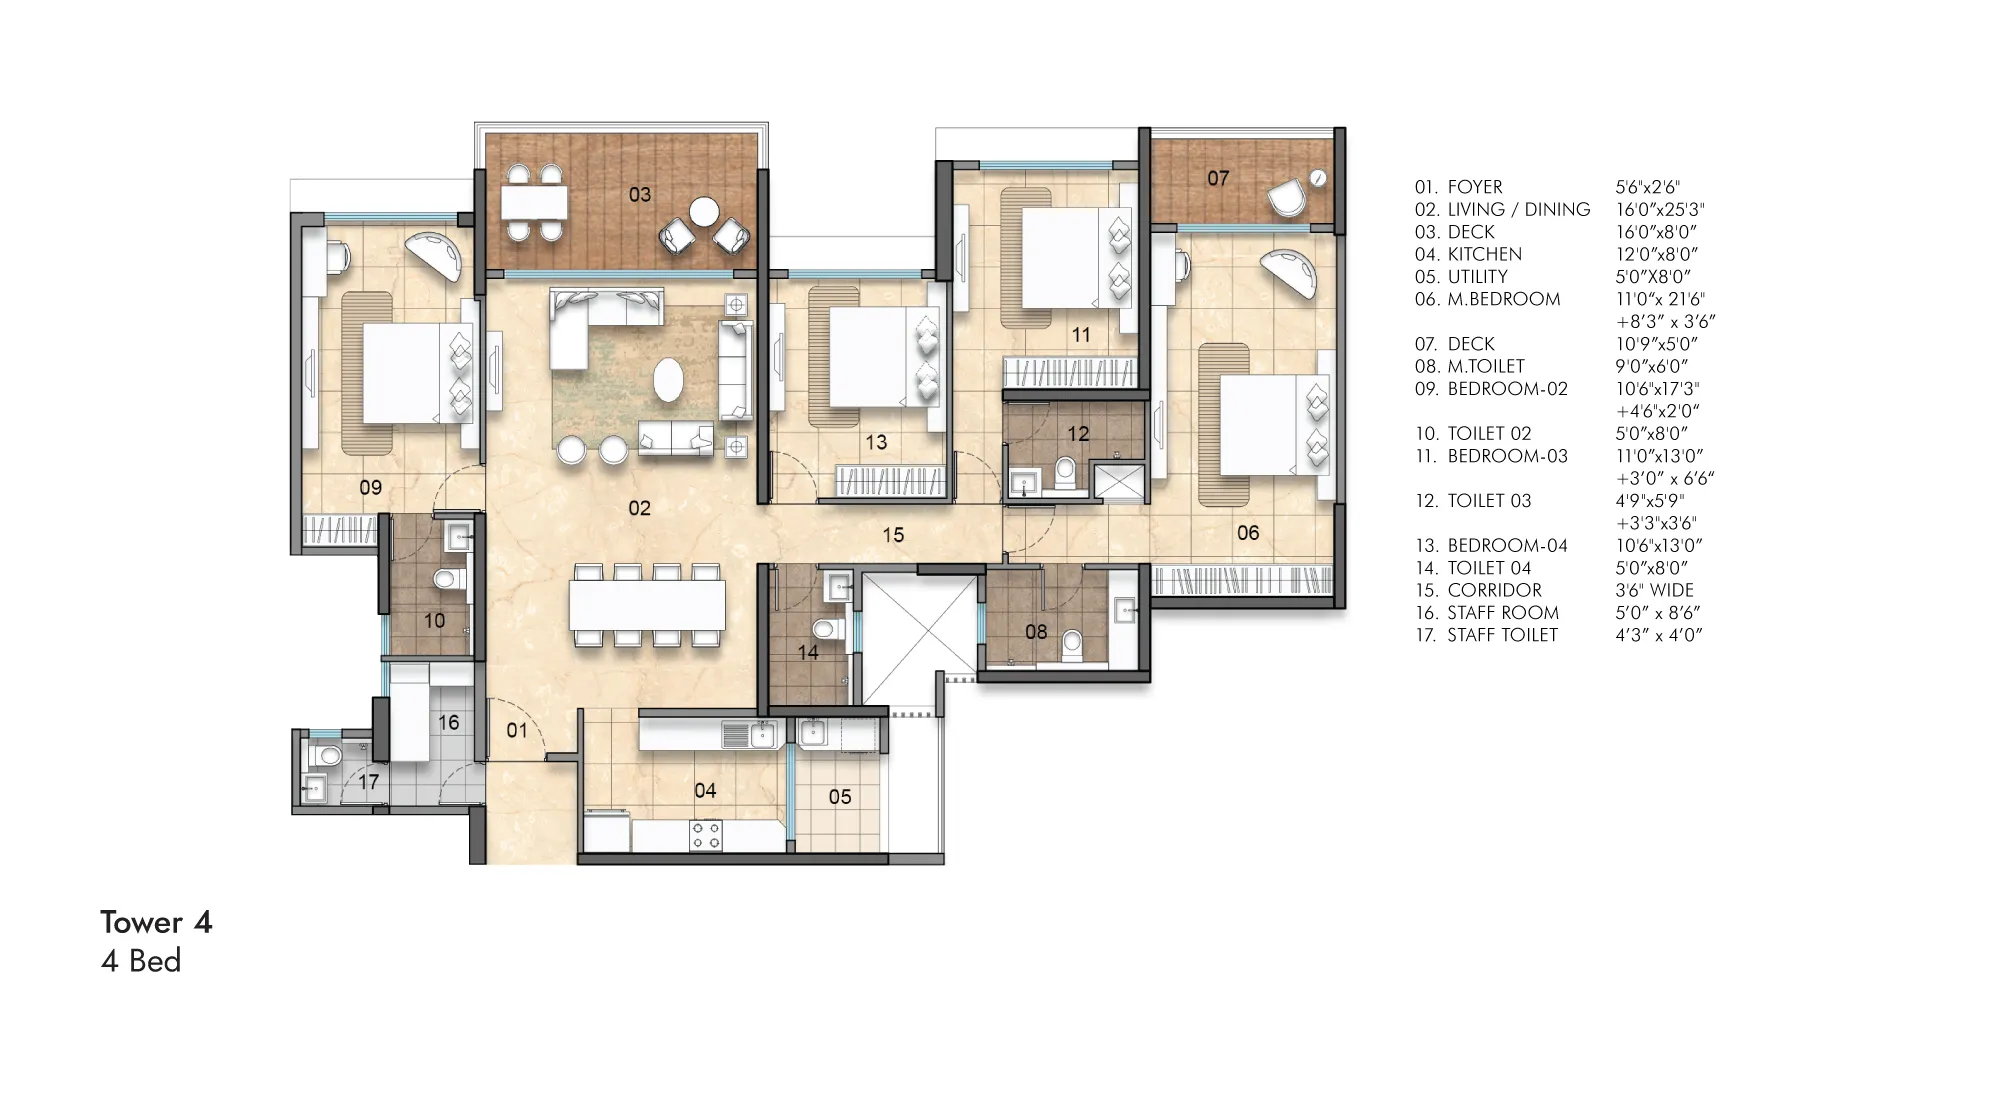 03
07
11
12
13
09
02
15
06
10
14
08
16
01
17
04
05
01. FOYER 5'6"x2'6"
02. LIVING / DINING 16'0”x25'3"
03. DECK 16'0”x8'0”
04. KITCHEN 12'0”x8'0”
05. UTILITY 5'0”X8'0”
06. M.BEDROOM 11'0“x 21'6"
+8’3” x 3’6”
07. DECK 10'9”x5'0”
08. M.TOILET 9'0”x6'0”
09. BEDROOM-02 10'6"x17'3"
+4'6"x2'0“
10. TOILET 02 5'0”x8'0”
11. BEDROOM-03 11'0”x13'0”
+3’0” x 6’6“
12. TOILET 03 4'9"x5'9"
+3'3"x3'6"
13. BEDROOM-04 10'6"x13'0”
14. TOILET 04 5'0”x8'0”
15. CORRIDOR 3'6" WIDE
16. STAFF ROOM 5’0” x 8’6”
17. STAFF TOILET 4’3” x 4’0”
Tower 4
4 Bed